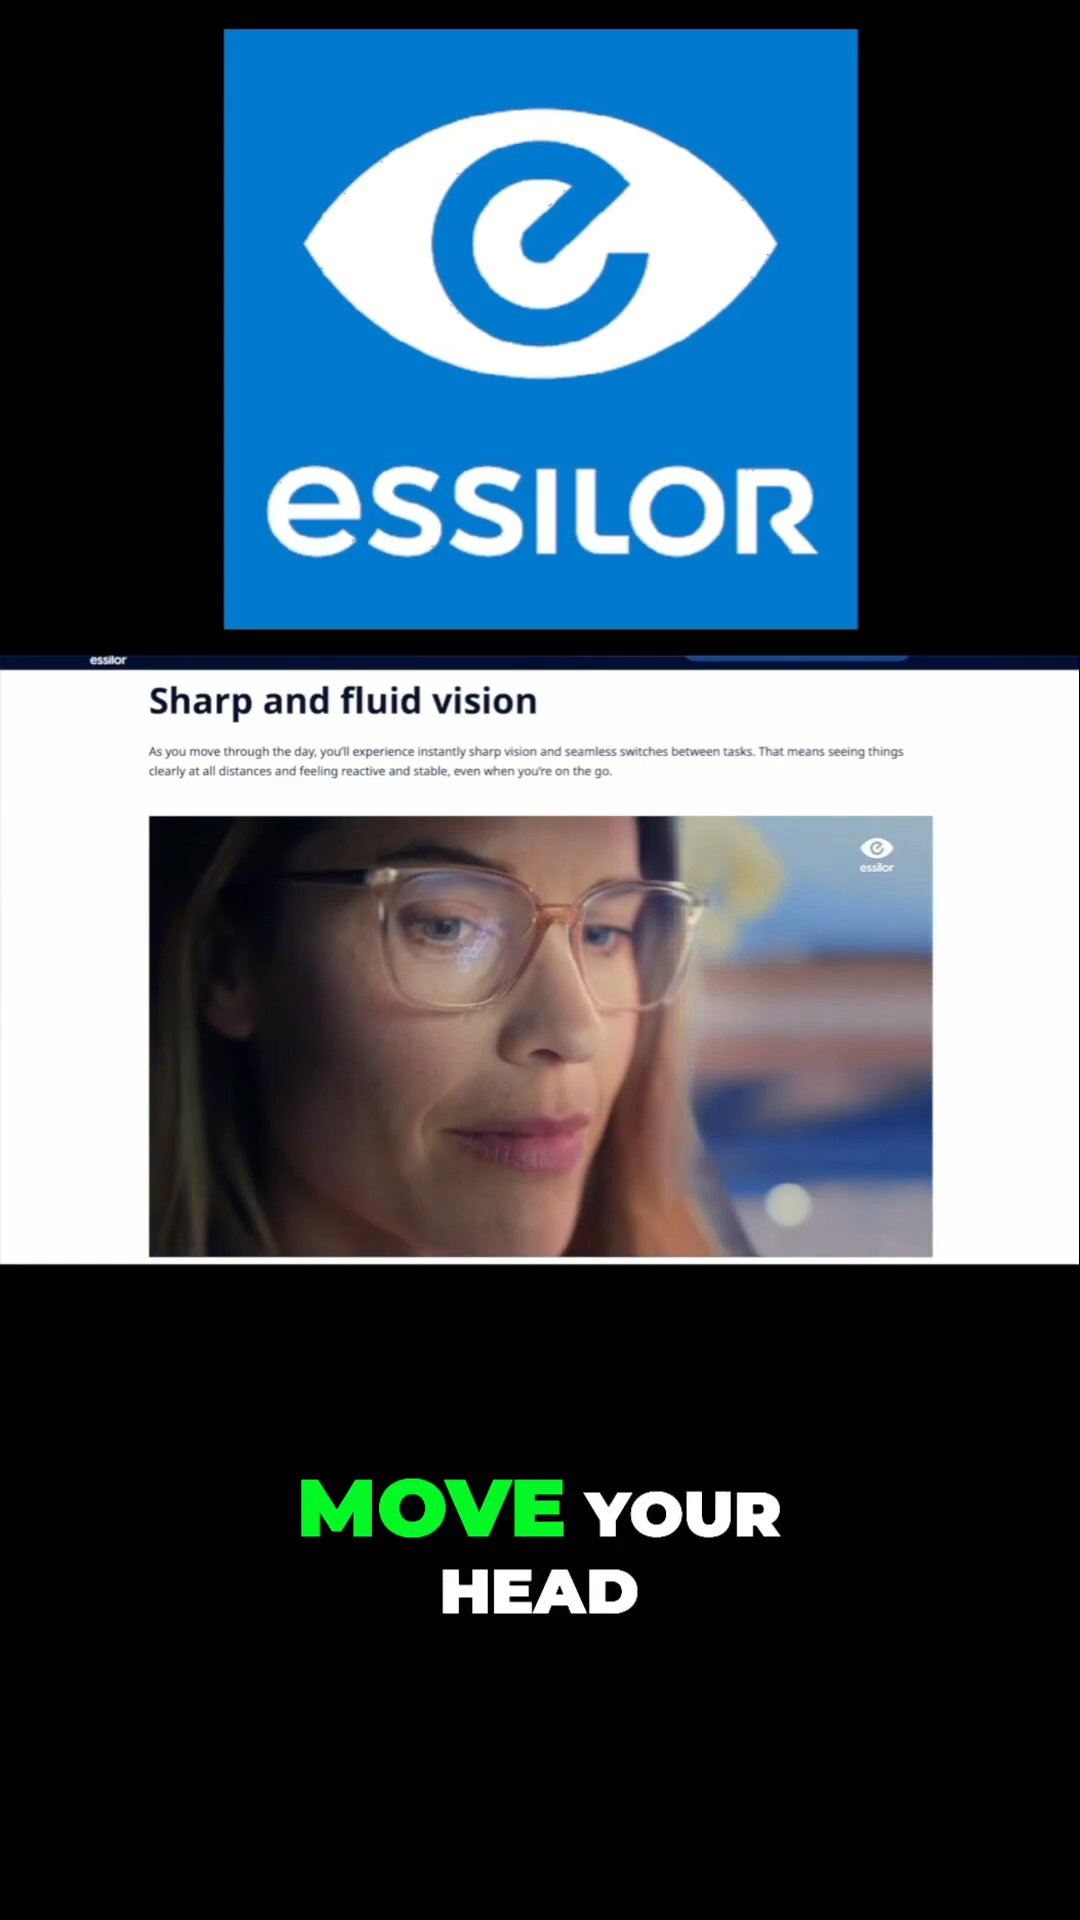 essilor
essilor
Sharp and fluid vision
As you move through the day, you'll experience instantly sharp vision and seamless switches between tasks. That means seeing things
clearly at all distances and feeling reactive and stable, even when you're on the go.
essilor
MOVE YOUR
HEAD